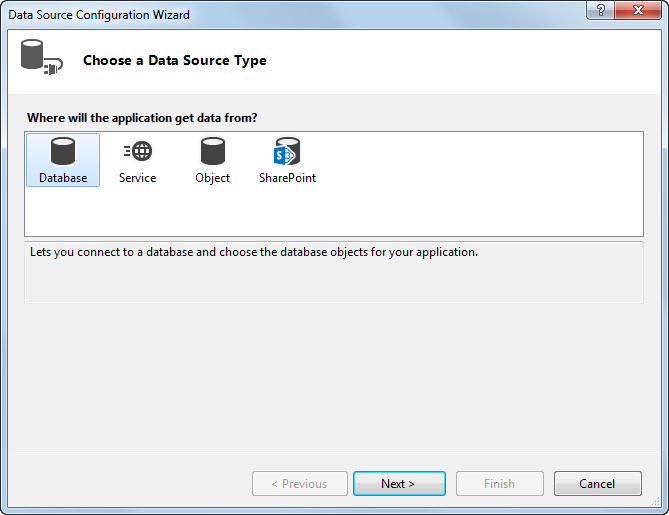 Data Source Configuration Wizard
?
Choose a Data Source Type
Where will the application get data from?
Database Service Object SharePoint
Lets you connect to a database and choose the database objects for your application.
< Previous Next > Finish Cancel